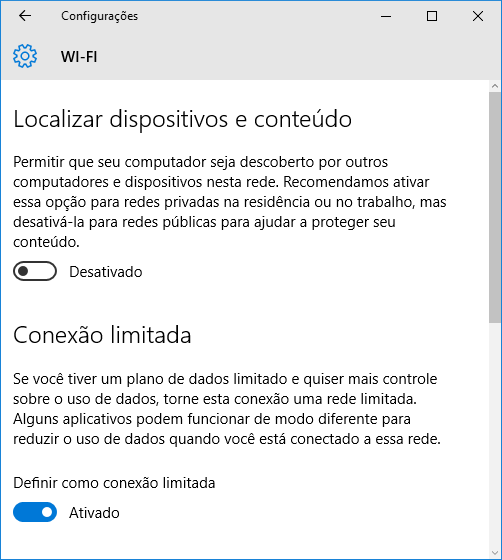 Configurações
WI-FI
Localizar dispositivos e conteúdo
Permitir que seu computador seja descoberto por outros
computadores e dispositivos nesta rede. Recomendamos ativar
essa opção para redes privadas na residência ou no trabalho, mas
desativá-la para redes públicas para ajudar a proteger seu
conteúdo.
Desativado
Conexão limitada
Se você tiver um plano de dados limitado e quiser mais controle
sobre o uso de dados, torne esta conexão uma rede limitada.
Alguns aplicativos podem funcionar de modo diferente para
reduzir o uso de dados quando você está conectado a essa rede.
Definir como conexão limitada
Ativado